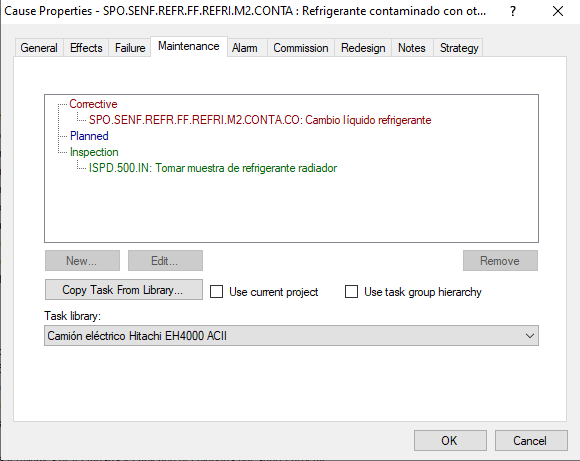 Cause Properties - SPO.SENF.REFR.FF.REFRI.M2.CONTA : Refrigerante contaminado con ot...
General Effects Failure Maintenance Alarm Commission Redesign Notes Strategy
Corrective
SPO.SENF.REFR.FF.REFRI.M2.CONTA.CO: Cambio líquido refrigerante
Planned
Inspection
ISPD.500.IN: Tomar muestra de refrigerante radiador
New... Edit... Remove
Copy Task From Library... Use current project Use task group hierarchy
Task library:
Camión eléctrico Hitachi EH4000 ACII
OK Cancel